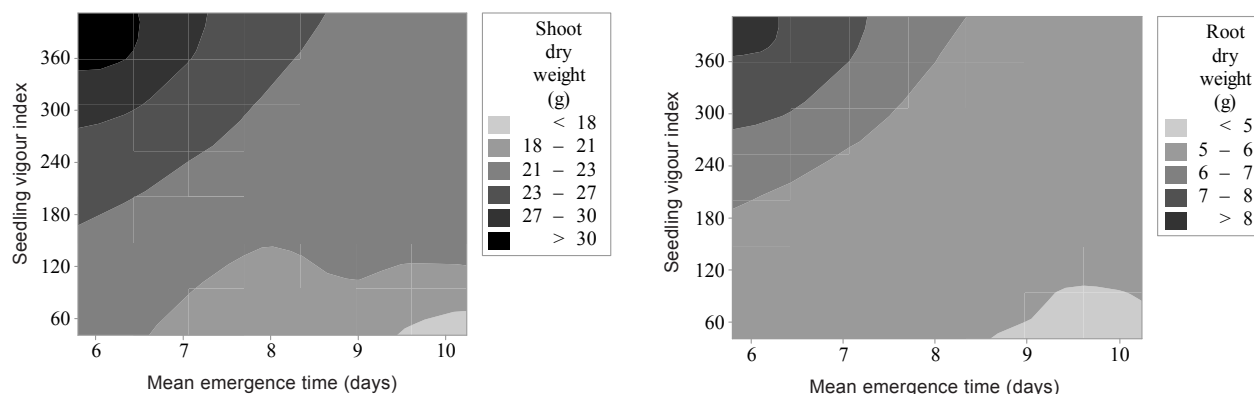 Shoot
dry
weight
(g)
< 18
18 – 21
21 – 23
23 – 27
27 – 30
> 30
Seedling vigour index
360
300
240
180
120
60
6 7 8 9 10
Mean emergence time (days)
Root
dry
weight
(g)
< 5
5 – 6
6 – 7
7 – 8
> 8
Seedling vigour index
360
300
240
180
120
60
6 7 8 9 10
Mean emergence time (days)